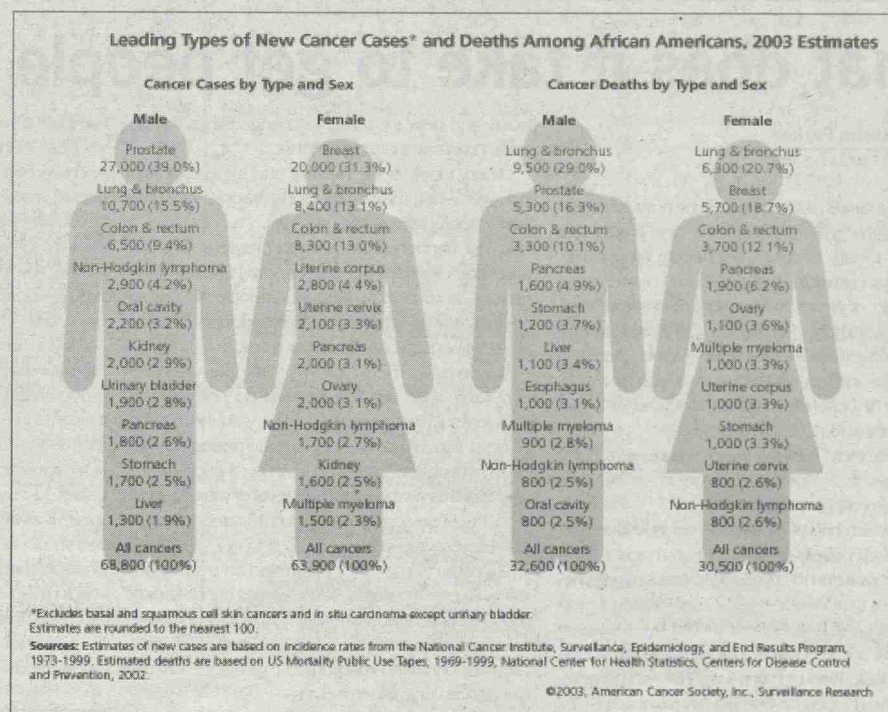 Leading Types of New Cancer Cases* and Deaths Among African Americans, 2003 Estimates
Cancer Cases by Type and Sex
Male
Prostate
27,000 (39.0%)
Lung & bronchus
10,700 (15.5%)
Colon & rectum
6,500 (9.4%)
Non-Hodgkin lymphoma
2,900 (4.2%)
Oral cavity
2,200 (3.2%)
Kidney
2,000 (2.9%)
Urinary bladder
1,900 (2.8%)
Pancreas
1,800 (2.6%)
Stomach
1,700 (2.5%)
Liver
1,300 (1.9%)
All cancers
68,800 (100%)
Female
Breast
20,000 (31.3%)
Lung & bronchus
8,400 (13.1%)
Colon & rectum
8,300 (13.0%)
Uterine corpus
2,800 (4.4%)
Uterine cervix
2,100 (3.3%)
Pancreas
2,000 (3.1%)
Ovary
2,000 (3.1%)
Non-Hodgkin lymphoma
1,700 (2.7%)
Kidney
1,600 (2.5%)
Multiple myeloma
1,500 (2.3%)
All cancers
63,900 (100%)
Cancer Deaths by Type and Sex
Male
Lung & bronchus
9,500 (29.0%)
Prostate
5,300 (16.3%)
Colon & rectum
3,300 (10.1%)
Pancreas
1,600 (4.9%)
Stomach
1,200 (3.7%)
Liver
1,100 (3.4%)
Esophagus
1,000 (3.1%)
Multiple myeloma
900 (2.8%)
Non-Hodgkin lymphoma
800 (2.5%)
Oral cavity
800 (2.5%)
All cancers
32,600 (100%)
Female
Lung & bronchus
6,300 (20.7%)
Breast
5,700 (18.7%)
Colon & rectum
3,700 (12.1%)
Pancreas
1,900 (6.2%)
Ovary
1,100 (3.6%)
Multiple myeloma
1,000 (3.3%)
Uterine corpus
1,000 (3.3%)
Stomach
1,000 (3.3%)
Uterine cervix
800 (2.6%)
Non-Hodgkin lymphoma
800 (2.6%)
All cancers
30,500 (100%)
*Excludes basal and squamous cell skin cancers and in situ carcinoma except urinary bladder.
Estimates are rounded to the nearest 100.
Sources: Estimates of new cases are based on incidence rates from the National Cancer Institute, Surveillance, Epidemiology, and End Results Program,
1973-1999. Estimated deaths are based on US Mortality Public Use Tapes, 1969-1999, National Center for Health Statistics, Centers for Disease Control
and Prevention, 2002.
©2003, American Cancer Society, Inc., Surveillance Research